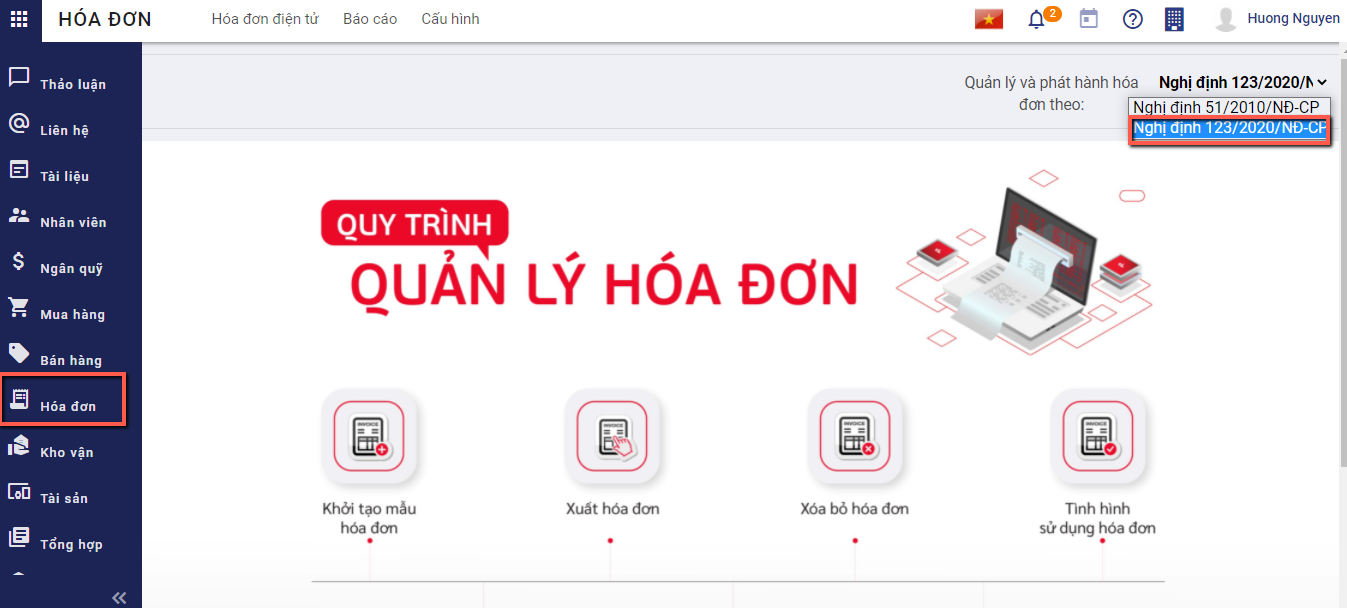 HÓA ĐƠN
Hóa đơn điện tử
Báo cáo
Cấu hình
2
Huong Nguyen
Thảo luận
Liên hệ
Tài liệu
Nhân viên
Ngân quỹ
Mua hàng
Bán hàng
Hóa đơn
Kho vận
Tài sản
Tổng hợp
Quản lý và phát hành hóa
đơn theo:
Nghị định 123/2020/N
Nghị định 51/2010/NĐ-CP
Nghị định 123/2020/NĐ-CP
QUY TRÌNH
QUẢN LÝ HÓA ĐƠN
INVOICE
INVOICE
INVOICE
INVOICE
Khởi tạo mẫu
hóa đơn
Xuất hóa đơn
Xóa bỏ hóa đơn
Tình hình
sử dụng hóa đơn